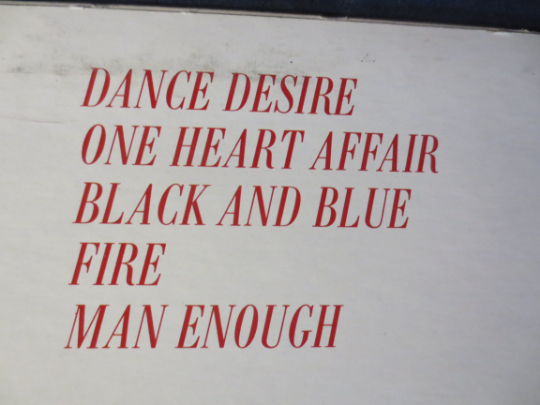 DANCE DESIRE
ONE HEART AFFAIR
BLACK AND BLUE
FIRE
MAN ENOUGH